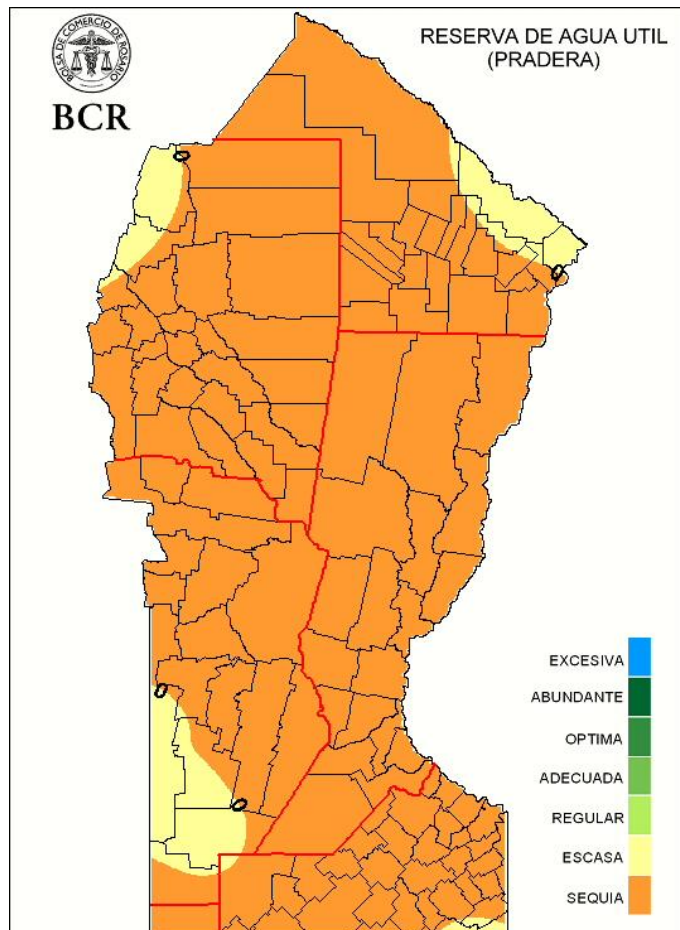 BOLSA DE COMERCIO DE ROSARIO
BCR
RESERVA DE AGUA UTIL
(PRADERA)
EXCESIVA
ABUNDANTE
OPTIMA
ADECUADA
REGULAR
ESCASA
SEQUIA